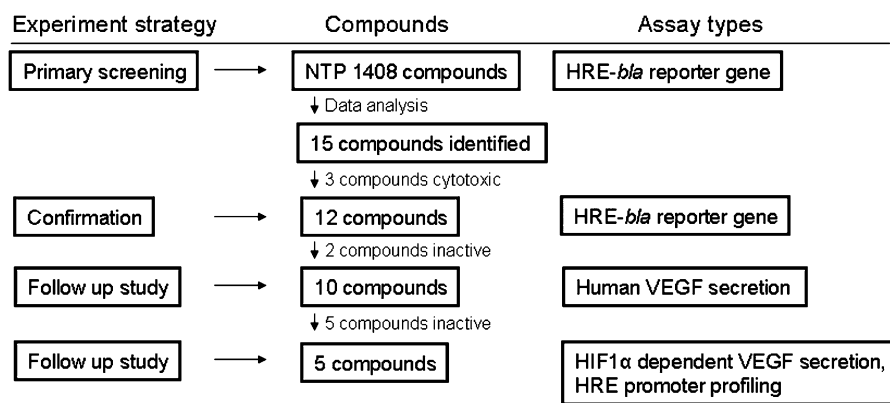 Experiment strategy Compounds Assay types
Primary screening NTP 1408 compounds HRE-bla reporter gene
Data analysis
15 compounds identified
3 compounds cytotoxic
Confirmation 12 compounds HRE-bla reporter gene
2 compounds inactive
Follow up study 10 compounds Human VEGF secretion
5 compounds inactive
Follow up study 5 compounds HIF1α dependent VEGF secretion,
HRE promoter profiling